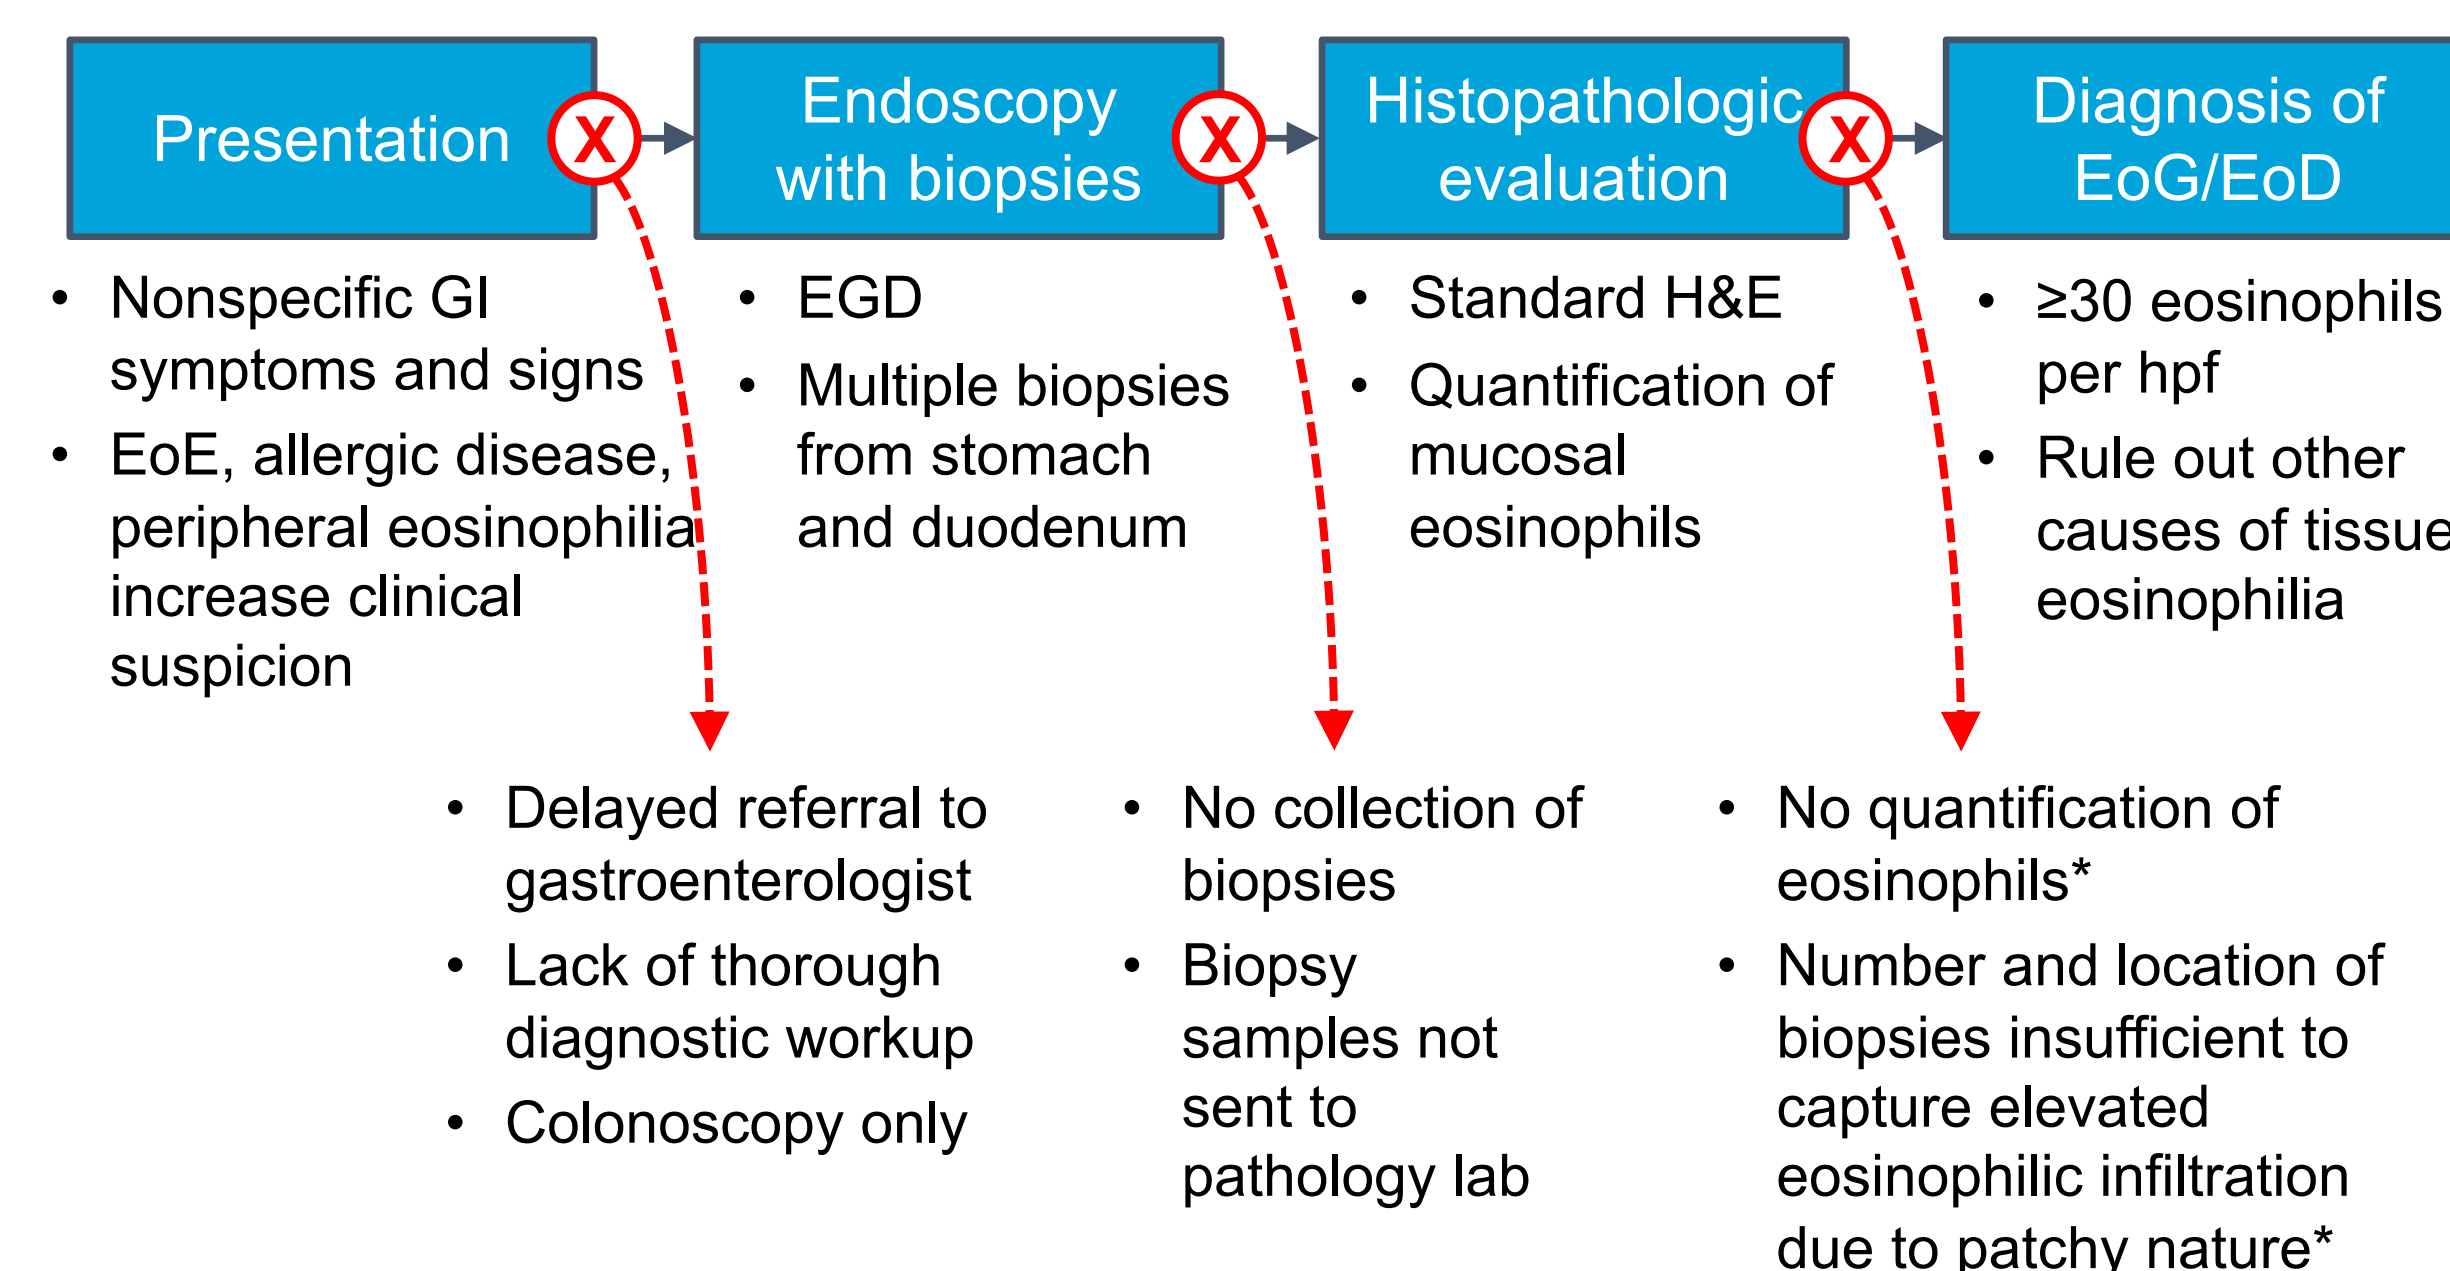 Presentation
X
Endoscopy
with biopsies
X
Histopathologic
evaluation
X
Diagnosis of
EoG/EoD
• Nonspecific GI
symptoms and signs
• EoE, allergic disease,
peripheral eosinophilia
increase clinical
suspicion
• EGD
• Multiple biopsies
from stomach
and duodenum
• Standard H&E
• Quantification of
mucosal
eosinophils
• ≥30 eosinophils
per hpf
• Rule out other
causes of tissue
eosinophilia
• Delayed referral to
gastroenterologist
• Lack of thorough
diagnostic workup
• Colonoscopy only
• No collection of
biopsies
• Biopsy
samples not
sent to
pathology lab
• No quantification of
eosinophils*
• Number and location of
biopsies insufficient to
capture elevated
eosinophilic infiltration
due to patchy nature*